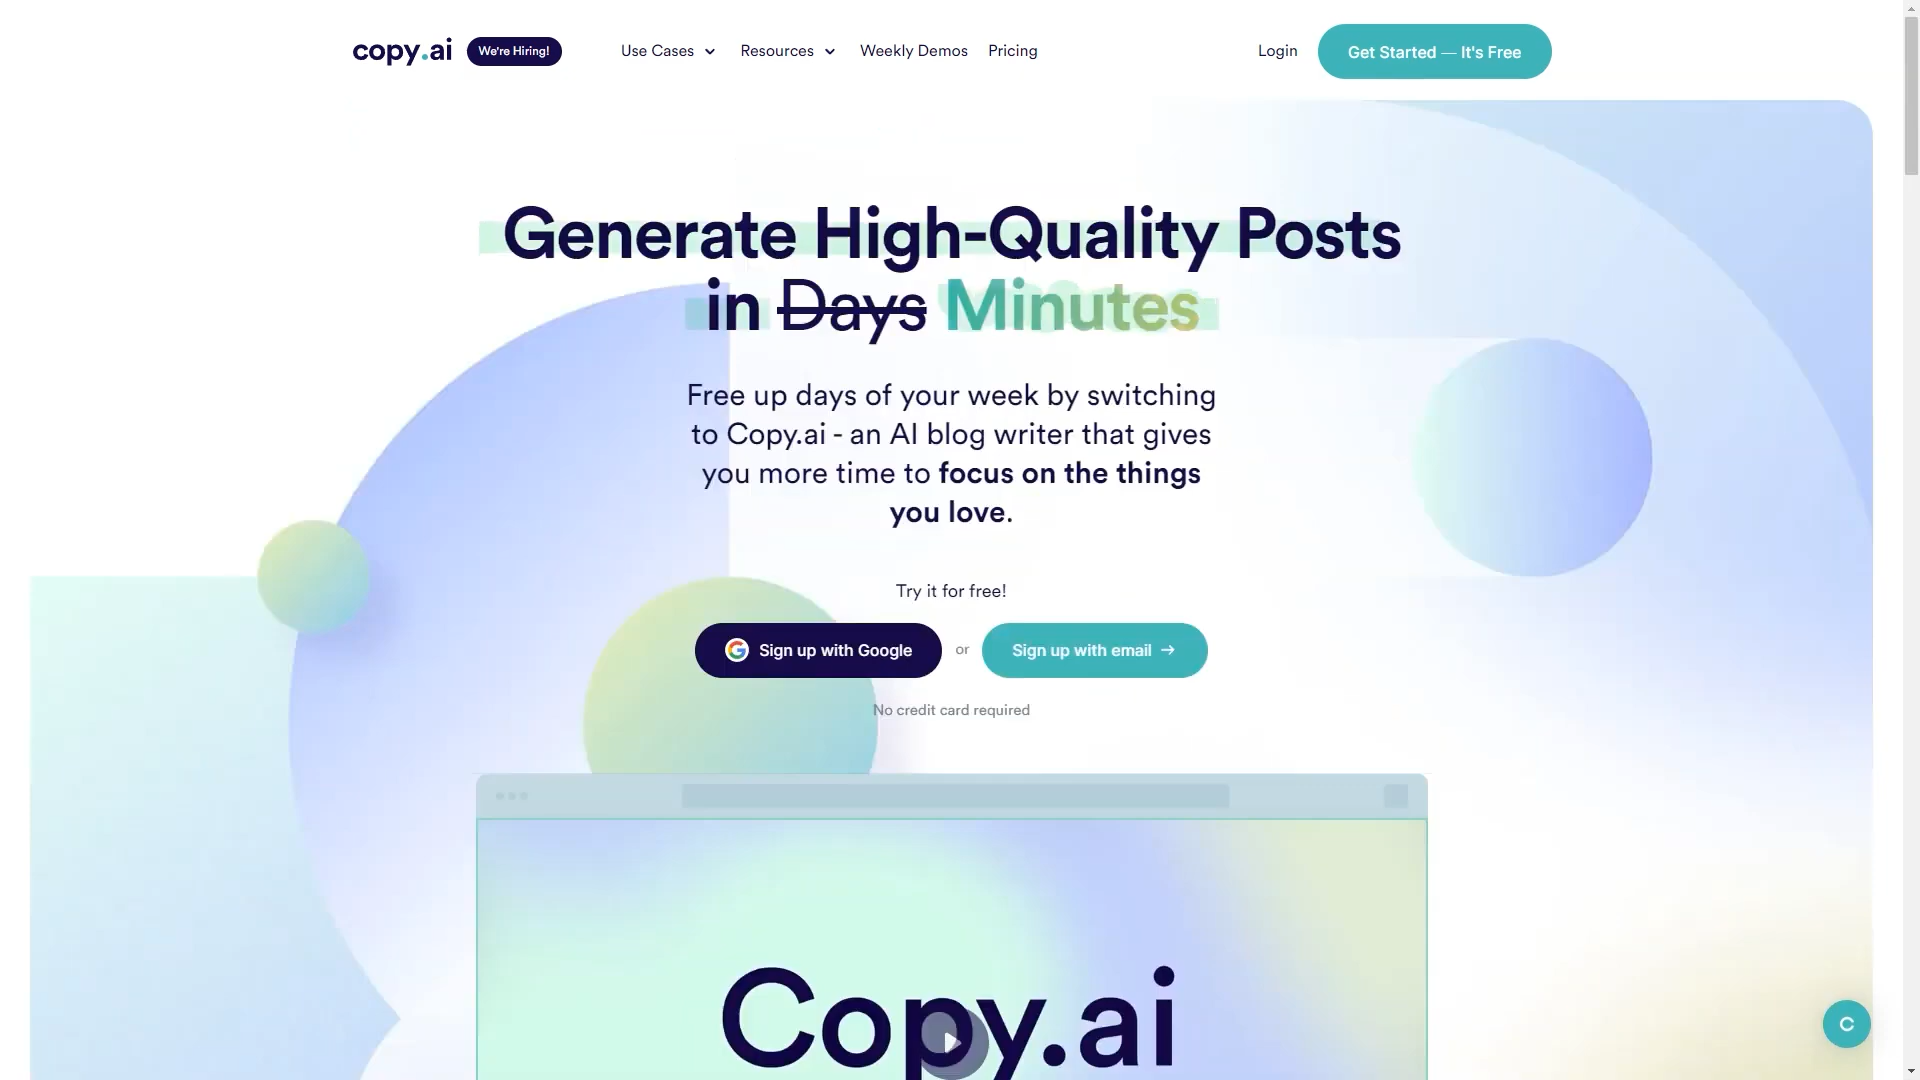 copy.ai We're Hiring! Use Cases Resources Weekly Demos Pricing Login Get Started — It's Free
Generate High-Quality Posts
in Days Minutes
Free up days of your week by switching
to Copy.ai - an AI blog writer that gives
you more time to focus on the things
you love.
Try it for free!
Sign up with Google or Sign up with email →
No credit card required
Copy.ai
C